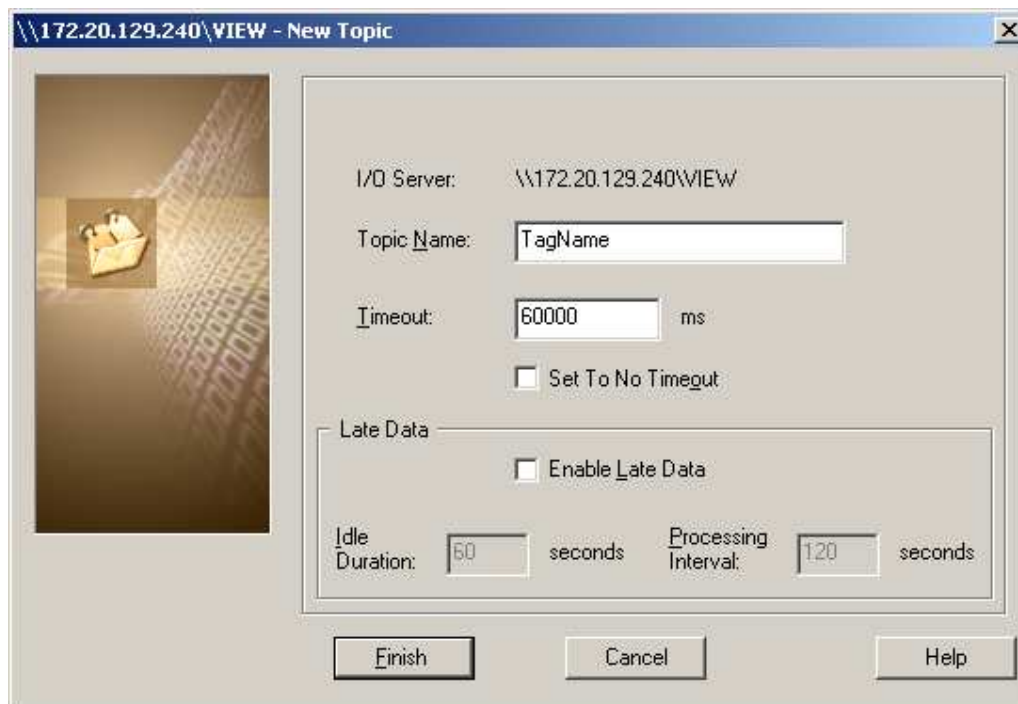 \\172.20.129.240\VIEW - New Topic
I/O Server: \\172.20.129.240\VIEW
Topic Name: TagName
Timeout: 60000 ms
Set To No Timeout
Late Data
Enable Late Data
Idle Duration: 60 seconds Processing Interval: 120 seconds
Finish Cancel Help